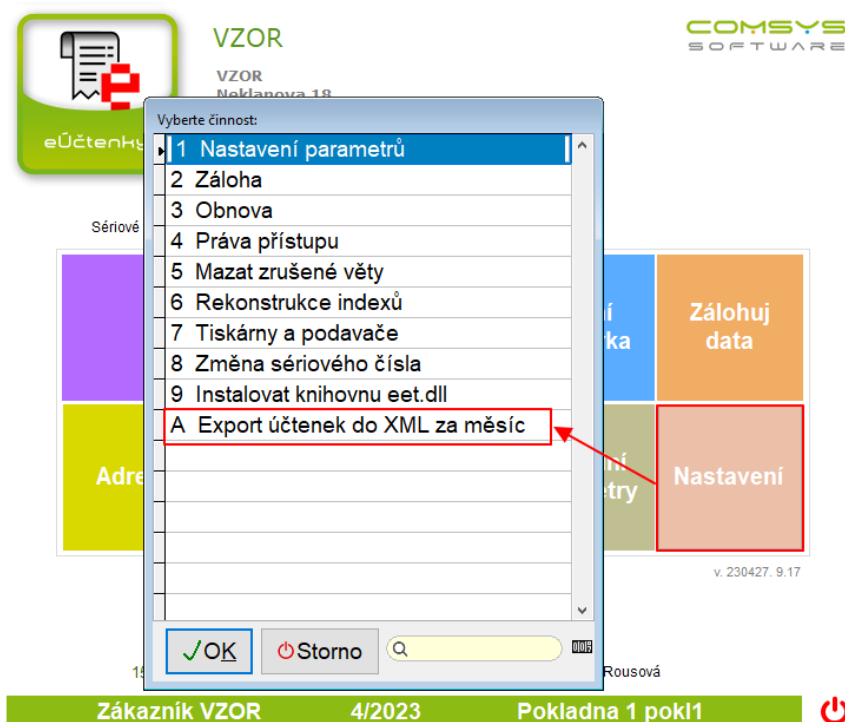 VZOR
COMSYS
SOFTWARE
VZOR
Neklanova 18
eÚčtenky
Vyberte činnost:
1 Nastavení parametrů
2 Záloha
3 Obnova
4 Práva přístupu
5 Mazat zrušené věty
6 Rekonstrukce indexů
7 Tiskárny a podavače
8 Změna sériového čísla
9 Instalovat knihovnu eet.dll
A Export účtenek do XML za měsíc
Sériové
Zálohuj
data
Nastavení
v. 230427. 9.17
OK
Storno
Rousová
Zákazník VZOR 4/2023 Pokladna 1 pokl1